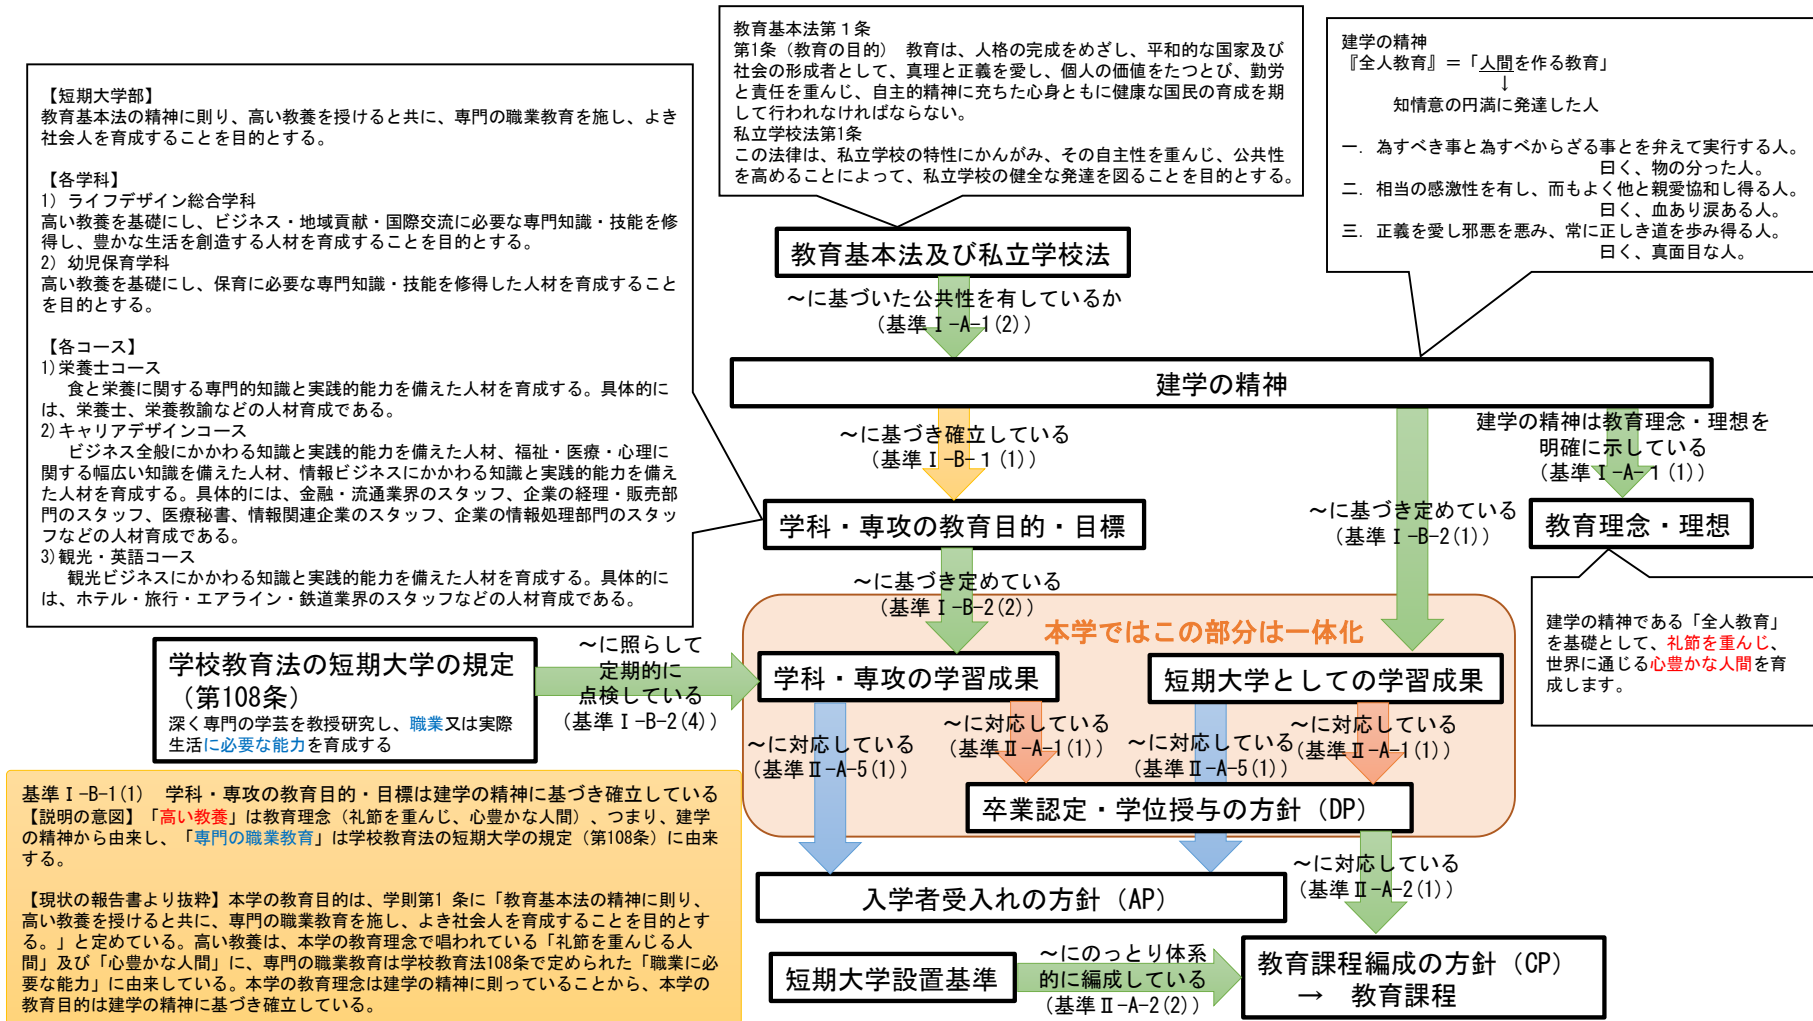 教育基本法第１条
第1条（教育の目的）　教育は、人格の完成をめざし、平和的な国家及び
社会の形成者として、真理と正義を愛し、個人の価値をたつとび、勤労
と責任を重んじ、自主的精神に充ちた心身ともに健康な国民の育成を期
して行われなければならない。
私立学校法第1条
この法律は、私立学校の特性にかんがみ、その自主性を重んじ、公共性
を高めることによって、私立学校の健全な発達を図ることを目的とする。
建学の精神
『全人教育』＝「人間を作る教育」
↓
知情意の円満に発達した人
一．為すべき事と為すべからざる事とを弁えて実行する人。
曰く、物の分った人。
二．相当の感激性を有し、而もよく他と親愛協和し得る人。
曰く、血あり涙ある人。
三．正義を愛し邪悪を悪み、常に正しき道を歩み得る人。
曰く、真面目な人。
【短期大学部】
教育基本法の精神に則り、高い教養を授けると共に、専門の職業教育を施し、よき
社会人を育成することを目的とする。
【各学科】
1）ライフデザイン総合学科
高い教養を基礎にし、ビジネス・地域貢献・国際交流に必要な専門知識・技能を修
得し、豊かな生活を創造する人材を育成することを目的とする。
2）幼児保育学科
高い教養を基礎にし、保育に必要な専門知識・技能を修得した人材を育成すること
を目的とする。
【各コース】
1)栄養士コース
食と栄養に関する専門的知識と実践的能力を備えた人材を育成する。具体的に
は、栄養士、栄養教諭などの人材育成である。
2)キャリアデザインコース
ビジネス全般にかかわる知識と実践的能力を備えた人材、福祉・医療・心理に
関する幅広い知識を備えた人材、情報ビジネスにかかわる知識と実践的能力を備え
た人材を育成する。具体的には、金融・流通業界のスタッフ、企業の経理・販売部
門のスタッフ、医療秘書、情報関連企業のスタッフ、企業の情報処理部門のスタッ
フなどの人材育成である。
3)観光・英語コース
観光ビジネスにかかわる知識と実践的能力を備えた人材を育成する。具体的に
は、ホテル・旅行・エアライン・鉄道業界のスタッフなどの人材育成である。
教育基本法及び私立学校法
～に基づいた公共性を有しているか
（基準Ⅰ-A-1(2)）
建学の精神
～に基づき確立している
（基準Ⅰ-B-1(1)）
建学の精神は教育理念・理想を
明確に示している
（基準Ⅰ-A-1(1)）
学科・専攻の教育目的・目標
～に基づき定めている
（基準Ⅰ-B-2(1)）
教育理念・理想
～に基づき定めている
（基準Ⅰ-B-2(2)）
建学の精神である「全人教育」
を基礎として、礼節を重んじ、
世界に通じる心豊かな人間を育
成します。
本学ではこの部分は一体化
学校教育法の短期大学の規定
（第108条）
深く専門の学芸を教授研究し、職業又は実際
生活に必要な能力を育成する
～に照らして
定期的に
点検している
（基準Ⅰ-B-2(4)）
学科・専攻の学習成果
短期大学としての学習成果
～に対応している
（基準Ⅱ-A-5(1)）
～に対応している
（基準Ⅱ-A-1(1)）
～に対応している
（基準Ⅱ-A-5(1)）
～に対応している
（基準Ⅱ-A-1(1)）
卒業認定・学位授与の方針（DP）
～に対応している
（基準Ⅱ-A-2(1)）
入学者受入れの方針（AP）
短期大学設置基準
～にのっとり体系
的に編成している
（基準Ⅱ-A-2(2)）
教育課程編成の方針（CP）
→　教育課程
基準Ⅰ-B-1(1)　学科・専攻の教育目的・目標は建学の精神に基づき確立している
【説明の意図】「高い教養」は教育理念（礼節を重んじ、心豊かな人間）、つまり、建学
の精神から由来し、「専門の職業教育」は学校教育法の短期大学の規定（第108条）に由来
する。
【現状の報告書より抜粋】本学の教育目的は、学則第1 条に「教育基本法の精神に則り、
高い教養を授けると共に、専門の職業教育を施し、よき社会人を育成することを目的とす
る。」と定めている。高い教養は、本学の教育理念で唱われている「礼節を重んじる人
間」及び「心豊かな人間」に、専門の職業教育は学校教育法108条で定められた「職業に必
要な能力」に由来している。本学の教育理念は建学の精神に則っていることから、本学の
教育目的は建学の精神に基づき確立している。